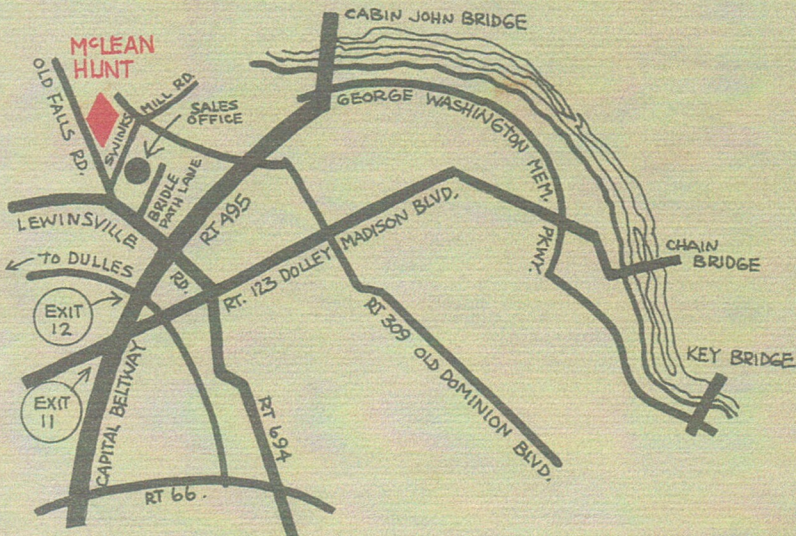 CABIN JOHN BRIDGE
McLEAN
HUNT
OLD FALLS RD.
SWINKS MILL RD.
SALES
OFFICE
GEORGE WASHINGTON MEM. PKWY.
BRIDLE
PATH LANE
LEWINSVILLE RD.
RT 495
RT. 123 DOLLEY MADISON BLVD.
CHAIN
BRIDGE
TO DULLES
EXIT
12
RT 309 OLD DOMINION BLVD.
KEY BRIDGE
EXIT
11
CAPITAL BELTWAY
RT 694
RT 66.